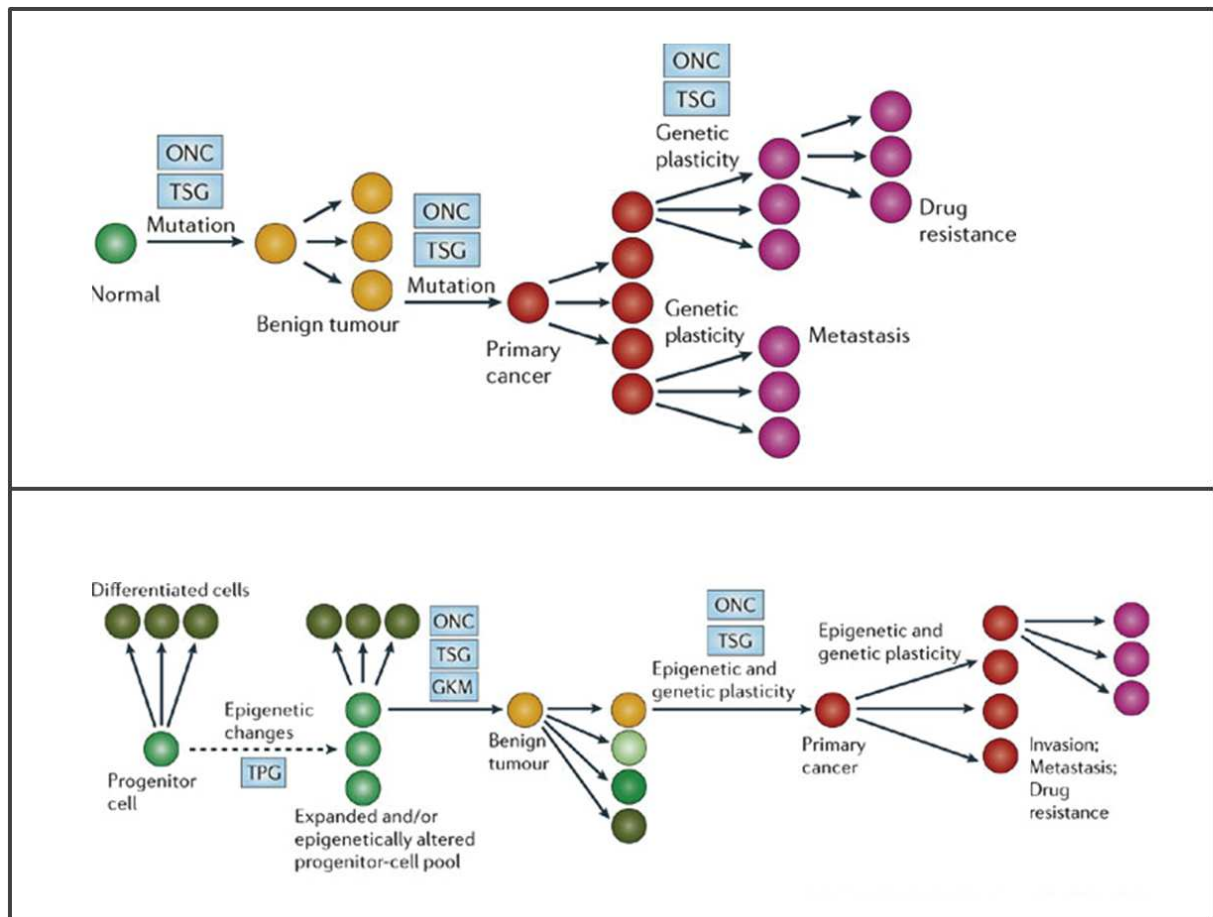 ONC
TSG
Mutation
Normal
Benign tumour
ONC
TSG
Mutation
Primary
cancer
ONC
TSG
Genetic
plasticity
Drug
resistance
Genetic
plasticity
Metastasis
Differentiated cells
Progenitor
cell
Epigenetic
changes
TPG
Expanded and/or
epigenetically altered
progenitor-cell pool
ONC
TSG
GKM
Benign
tumour
ONC
TSG
Epigenetic and
genetic plasticity
Primary
cancer
Epigenetic and
genetic plasticity
Invasion;
Metastasis;
Drug
resistance